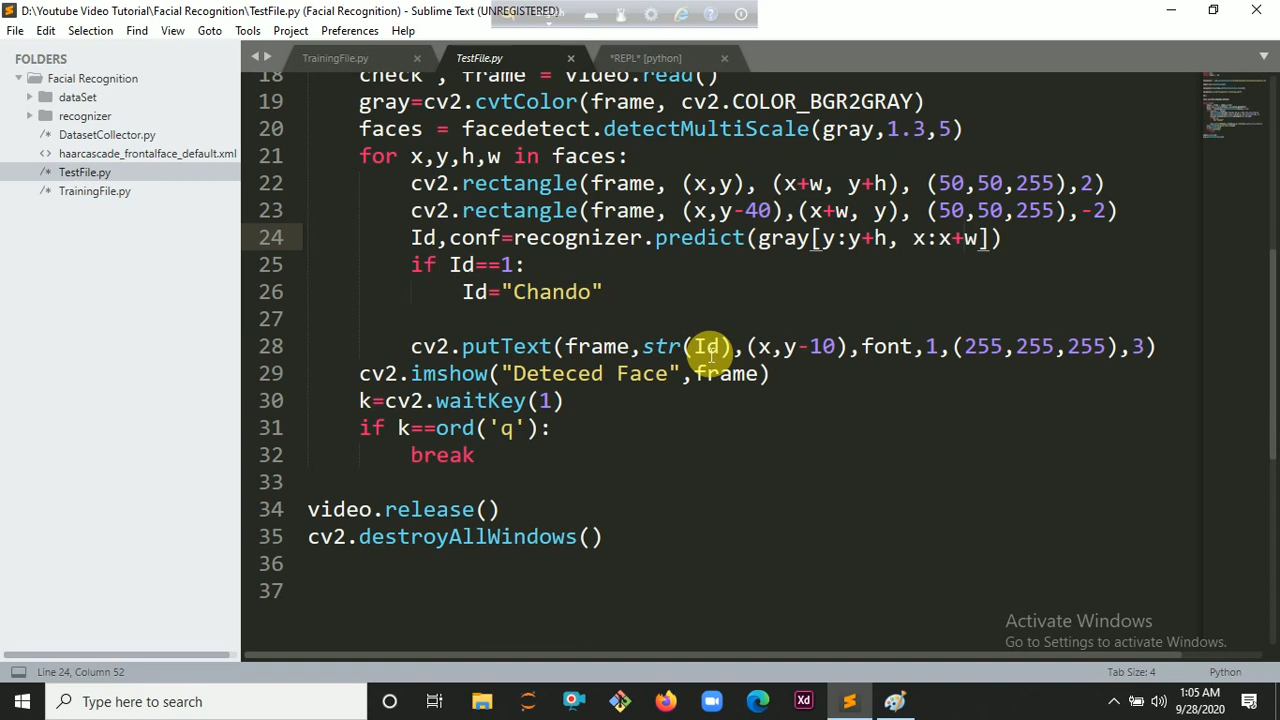 D:\Youtube Video Tutorial\Facial Recognition\TestFile.py (Facial Recognition) - Sublime Text (UNREGISTERED)
File Edit Selection Find View Goto Tools Project Preferences Help
FOLDERS
Facial Recognition
dataSet
recognizer
DatasetCollector.py
haarcascade_frontalface_default.xml
TestFile.py
TrainingFile.py
TrainingFile.py TestFile.py *REPL* [python]
18 check , frame = video.read()
19 gray=cv2.cvtColor(frame, cv2.COLOR_BGR2GRAY)
20 faces = facedetect.detectMultiScale(gray,1.3,5)
21 for x,y,h,w in faces:
22 cv2.rectangle(frame, (x,y), (x+w, y+h), (50,50,255),2)
23 cv2.rectangle(frame, (x,y-40),(x+w, y), (50,50,255),-2)
24 Id,conf=recognizer.predict(gray[y:y+h, x:x+w])
25 if Id==1:
26 Id="Chando"
27
28 cv2.putText(frame,str(Id),(x,y-10),font,1,(255,255,255),3)
29 cv2.imshow("Deteced Face",frame)
30 k=cv2.waitKey(1)
31 if k==ord('q'):
32 break
33
34 video.release()
35 cv2.destroyAllWindows()
36
37
Activate Windows
Go to Settings to activate Windows.
Line 24, Column 52 Tab Size: 4 Python
Type here to search Xd 1:05 AM
9/28/2020